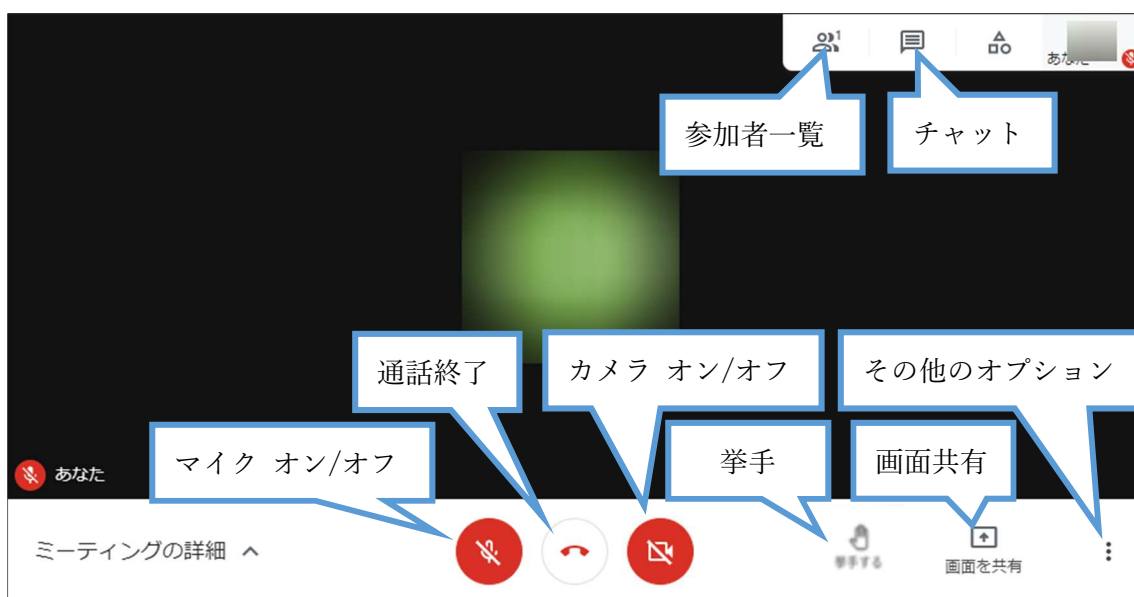 1
あなた
参加者一覧
チャット
通話終了
カメラ オン/オフ
その他のオプション
マイク オン/オフ
挙手
画面共有
あなた
ミーティングの詳細
挙手する
画面を共有